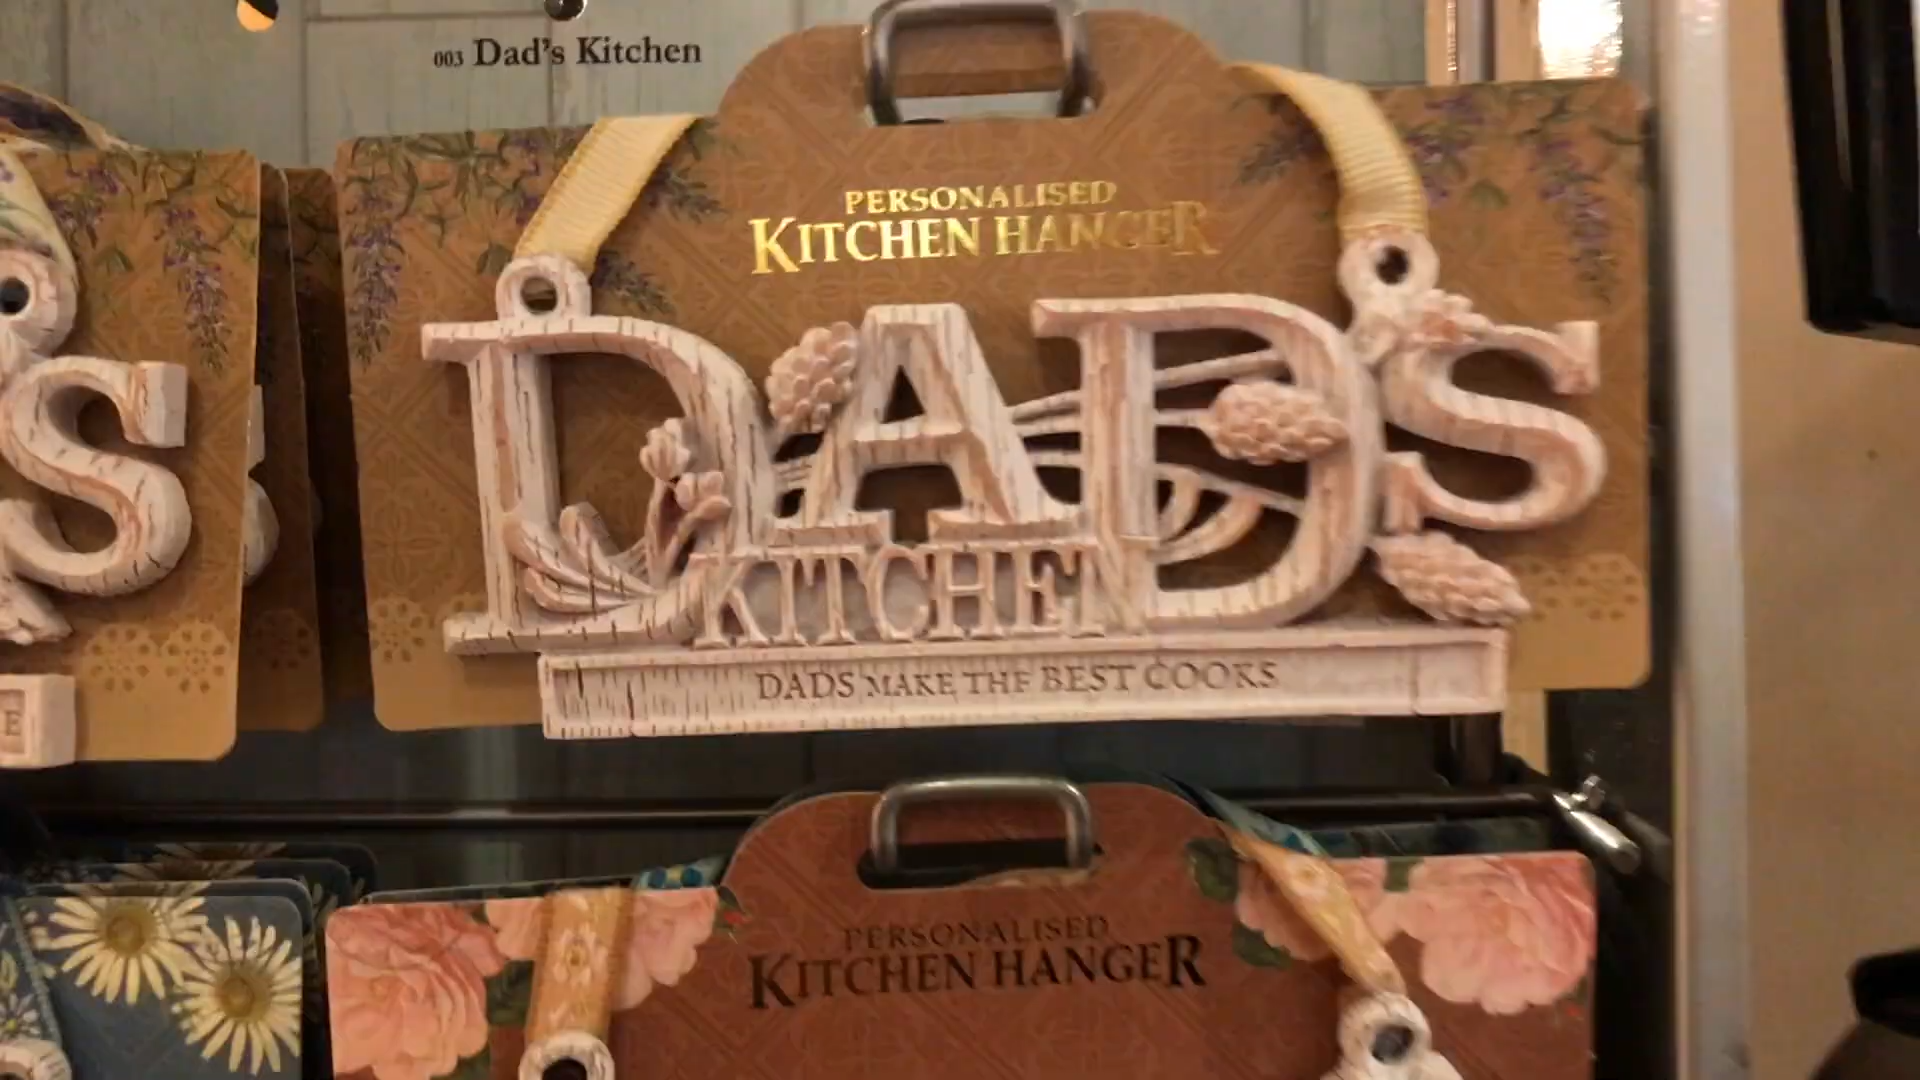 003 Dad's Kitchen
PERSONALISED
KITCHEN HANGER
S
DAD'S
KITCHEN
DADS MAKE THE BEST COOKS
E
PERSONALISED
KITCHEN HANGER